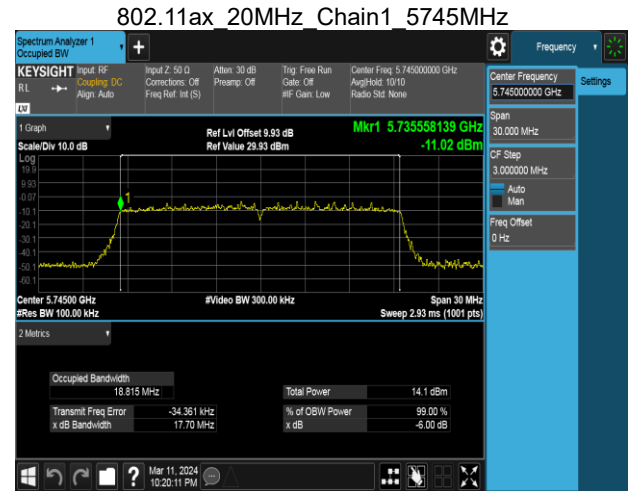 802.11ax_20MHz_Chain1_5745MHz
Spectrum Analyzer 1
Occupied BW
+
Frequency
KEYSIGHT
RL
Input: RF
Coupling: DC
Align: Auto
Input Z: 50 Ω
Corrections: Off
Freq Ref: Int (S)
Atten: 30 dB
Preamp: Off
Trig: Free Run
Gate: Off
#IF Gain: Low
Center Freq: 5.745000000 GHz
Avg|Hold: 10/10
Radio Std: None
LXI
Center Frequency
5.745000000 GHz
Settings
Span
30.000 MHz
CF Step
3.000000 MHz
Auto
Man
Freq Offset
0 Hz
1 Graph
Scale/Div 10.0 dB
Ref Lvl Offset 9.93 dB
Ref Value 29.93 dBm
Mkr1 5.735558139 GHz
-11.02 dBm
Log
19.9
9.93
-0.07
-10.1
-20.1
-30.1
-40.1
-50.1
-60.1
1
Center 5.74500 GHz
#Res BW 100.00 kHz
#Video BW 300.00 kHz
Span 30 MHz
Sweep 2.93 ms (1001 pts)
2 Metrics
Occupied Bandwidth
18.815 MHz
Total Power 14.1 dBm
Transmit Freq Error -34.361 kHz
% of OBW Power 99.00 %
x dB Bandwidth 17.70 MHz
x dB -6.00 dB
?
Mar 11, 2024
10:20:11 PM